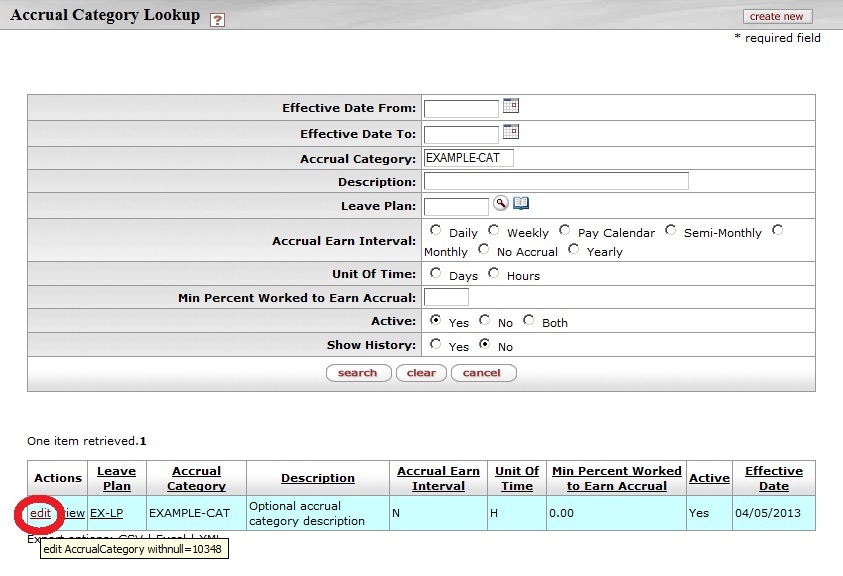 Accrual Category Lookup ?
create new
* required field
Effective Date From:
Effective Date To:
Accrual Category: EXAMPLE-CAT
Description:
Leave Plan:
Accrual Earn Interval: Daily Weekly Pay Calendar Semi-Monthly
Monthly No Accrual Yearly
Unit Of Time: Days Hours
Min Percent Worked to Earn Accrual:
Active: Yes No Both
Show History: Yes No
search clear cancel
One item retrieved.1
Actions Leave Plan Accrual Category Description Accrual Earn Interval Unit Of Time Min Percent Worked to Earn Accrual Active Effective Date
edit view EX-LP EXAMPLE-CAT Optional accrual category description N H 0.00 Yes 04/05/2013
Export options: CSV | Excel | XML
edit AccrualCategory withnull=10348